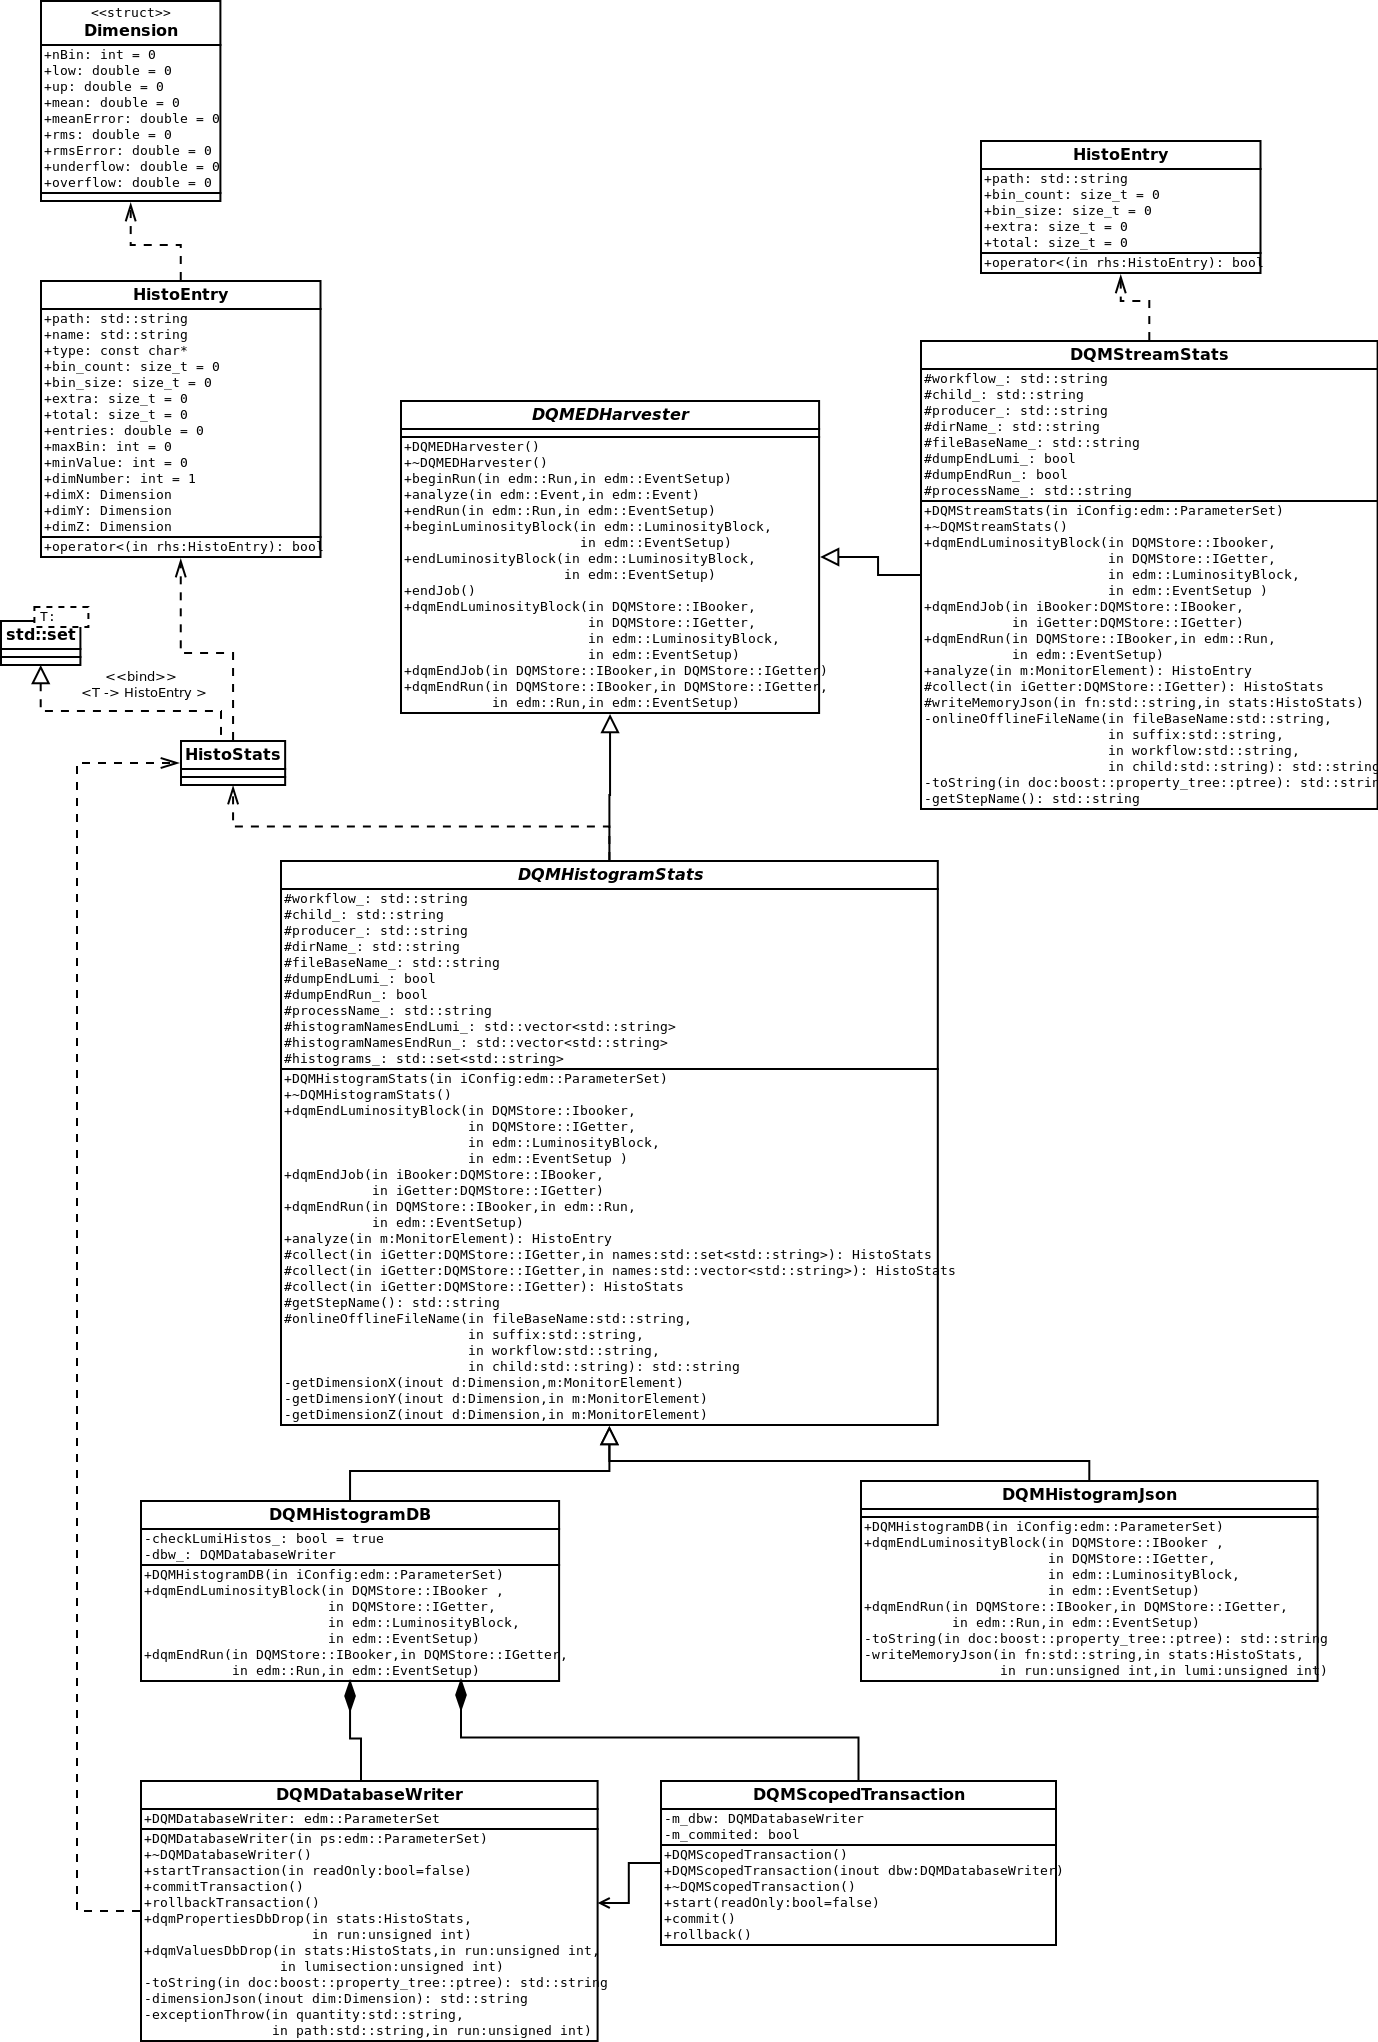 <<struct>>
Dimension
+nBin: int = 0
+low: double = 0
+up: double = 0
+mean: double = 0
+meanError: double = 0
+rms: double = 0
+rmsError: double = 0
+underflow: double = 0
+overflow: double = 0
HistoEntry
+path: std::string
+bin_count: size_t = 0
+bin_size: size_t = 0
+extra: size_t = 0
+total: size_t = 0
+operator<(in rhs:HistoEntry): bool
HistoEntry
+path: std::string
+name: std::string
+type: const char*
+bin_count: size_t = 0
+bin_size: size_t = 0
+extra: size_t = 0
+total: size_t = 0
+entries: double = 0
+maxBin: int = 0
+minValue: int = 0
+dimNumber: int = 1
+dimX: Dimension
+dimY: Dimension
+dimZ: Dimension
+operator<(in rhs:HistoEntry): bool
DQMStreamStats
#workflow_: std::string
#child_: std::string
#producer_: std::string
#dirName_: std::string
#fileBaseName_: std::string
#dumpEndLumi_: bool
#dumpEndRun_: bool
#processName_: std::string
+DQMStreamStats(in iConfig:edm::ParameterSet)
+~DQMStreamStats()
+dqmEndLuminosityBlock(in DQMStore::Ibooker,
in DQMStore::IGetter,
in edm::LuminosityBlock,
in edm::EventSetup )
+dqmEndJob(in iBooker:DQMStore::IBooker,
in iGetter:DQMStore::IGetter)
+dqmEndRun(in DQMStore::IBooker,in edm::Run,
in edm::EventSetup)
+analyze(in m:MonitorElement): HistoEntry
#collect(in iGetter:DQMStore::IGetter): HistoStats
#writeMemoryJson(in fn:std::string,in stats:HistoStats)
-onlineOfflineFileName(in fileBaseName:std::string,
in suffix:std::string,
in workflow:std::string,
in child:std::string): std::string
-toString(in doc:boost::property_tree::ptree): std::strin
-getStepName(): std::string
DQMEDHarvester
+DQMEDHarvester()
+~DQMEDHarvester()
+beginRun(in edm::Run,in edm::EventSetup)
+analyze(in edm::Event,in edm::Event)
+endRun(in edm::Run,in edm::EventSetup)
+beginLuminosityBlock(in edm::LuminosityBlock,
in edm::EventSetup)
+endLuminosityBlock(in edm::LuminosityBlock,
in edm::EventSetup)
+endJob()
+dqmEndLuminosityBlock(in DQMStore::IBooker,
in DQMStore::IGetter,
in edm::LuminosityBlock,
in edm::EventSetup)
+dqmEndJob(in DQMStore::IBooker,in DQMStore::IGetter)
+dqmEndRun(in DQMStore::IBooker,in DQMStore::IGetter,
in edm::Run,in edm::EventSetup)
T:
std::set
<<bind>>
<T -> HistoEntry >
HistoStats
DQMHistogramStats
#workflow_: std::string
#child_: std::string
#producer_: std::string
#dirName_: std::string
#fileBaseName_: std::string
#dumpEndLumi_: bool
#dumpEndRun_: bool
#processName_: std::string
#histogramNamesEndLumi_: std::vector<std::string>
#histogramNamesEndRun_: std::vector<std::string>
#histograms_: std::set<std::string>
+DQMHistogramStats(in iConfig:edm::ParameterSet)
+~DQMHistogramStats()
+dqmEndLuminosityBlock(in DQMStore::Ibooker,
in DQMStore::IGetter,
in edm::LuminosityBlock,
in edm::EventSetup )
+dqmEndJob(in iBooker:DQMStore::IBooker,
in iGetter:DQMStore::IGetter)
+dqmEndRun(in DQMStore::IBooker,in edm::Run,
in edm::EventSetup)
+analyze(in m:MonitorElement): HistoEntry
#collect(in iGetter:DQMStore::IGetter,in names:std::set<std::string>): HistoStats
#collect(in iGetter:DQMStore::IGetter,in names:std::vector<std::string>): HistoStats
#collect(in iGetter:DQMStore::IGetter): HistoStats
#getStepName(): std::string
#onlineOfflineFileName(in fileBaseName:std::string,
in suffix:std::string,
in workflow:std::string,
in child:std::string): std::string
-getDimensionX(inout d:Dimension,m:MonitorElement)
-getDimensionY(inout d:Dimension,in m:MonitorElement)
-getDimensionZ(inout d:Dimension,in m:MonitorElement)
DQMHistogramDB
-checkLumiHistos_: bool = true
-dbw_: DQMDatabaseWriter
+DQMHistogramDB(in iConfig:edm::ParameterSet)
+dqmEndLuminosityBlock(in DQMStore::IBooker ,
in DQMStore::IGetter,
in edm::LuminosityBlock,
in edm::EventSetup)
+dqmEndRun(in DQMStore::IBooker,in DQMStore::IGetter,
in edm::Run,in edm::EventSetup)
DQMHistogramJson
+DQMHistogramDB(in iConfig:edm::ParameterSet)
+dqmEndLuminosityBlock(in DQMStore::IBooker ,
in DQMStore::IGetter,
in edm::LuminosityBlock,
in edm::EventSetup)
+dqmEndRun(in DQMStore::IBooker,in DQMStore::IGetter,
in edm::Run,in edm::EventSetup)
-toString(in doc:boost::property_tree::ptree): std::string
-writeMemoryJson(in fn:std::string,in stats:HistoStats,
in run:unsigned int,in lumi:unsigned int)
DQMDatabaseWriter
+DQMDatabaseWriter: edm::ParameterSet
+DQMDatabaseWriter(in ps:edm::ParameterSet)
+~DQMDatabaseWriter()
+startTransaction(in readOnly:bool=false)
+commitTransaction()
+rollbackTransaction()
+dqmPropertiesDbDrop(in stats:HistoStats,
in run:unsigned int)
+dqmValuesDbDrop(in stats:HistoStats,in run:unsigned int,
in lumisection:unsigned int)
-toString(in doc:boost::property_tree::ptree): std::string
-dimensionJson(inout dim:Dimension): std::string
-exceptionThrow(in quantity:std::string,
in path:std::string,in run:unsigned int)
DQMScopedTransaction
-m_dbw: DQMDatabaseWriter
-m_commited: bool
+DQMScopedTransaction()
+DQMScopedTransaction(inout dbw:DQMDatabaseWriter)
+~DQMScopedTransaction()
+start(readOnly:bool=false)
+commit()
+rollback()